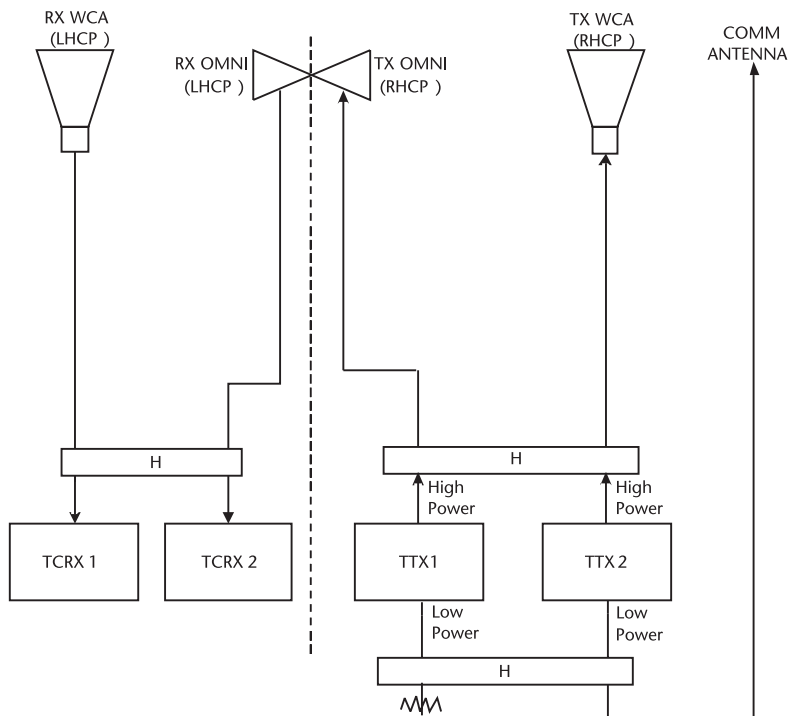 RX WCA
(LHCP )
RX OMNI
(LHCP )
TX OMNI
(RHCP )
TX WCA
(RHCP )
COMM
ANTENNA
H
H
High
Power
High
Power
TCRX 1
TCRX 2
TTX1
TTX 2
Low
Power
Low
Power
H